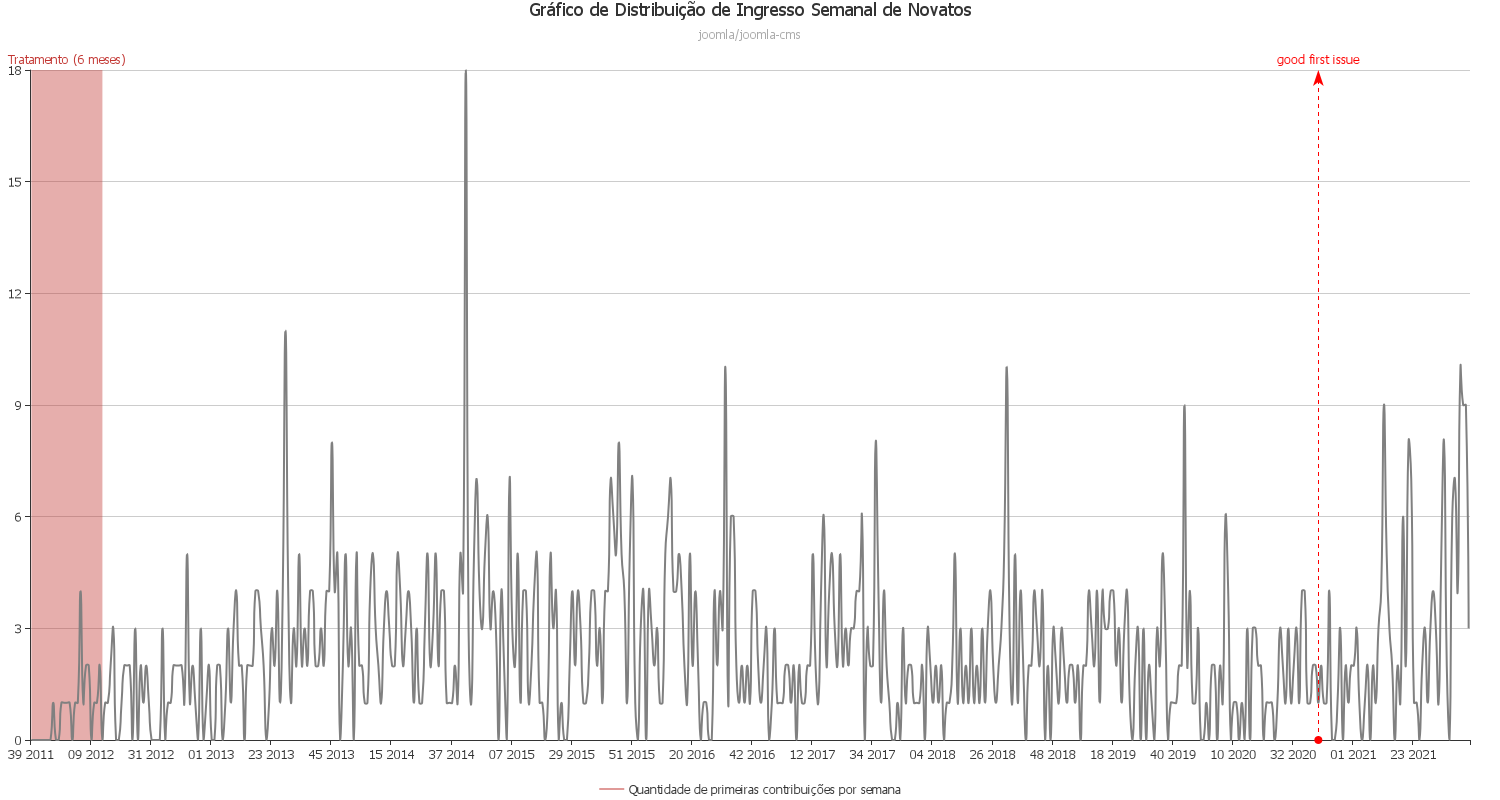 Gráfico de Distribuição de Ingresso Semanal de Novatos
joomla/joomla-cms
Tratamento (6 meses)
good first issue
18
15
12
9
6
3
0
39 2011 09 2012 31 2012 01 2013 23 2013 45 2013 15 2014 37 2014 07 2015 29 2015 51 2015 20 2016 42 2016 12 2017 34 2017 04 2018 26 2018 48 2018 18 2019 40 2019 10 2020 32 2020 01 2021 23 2021
Quantidade de primeiras contribuições por semana